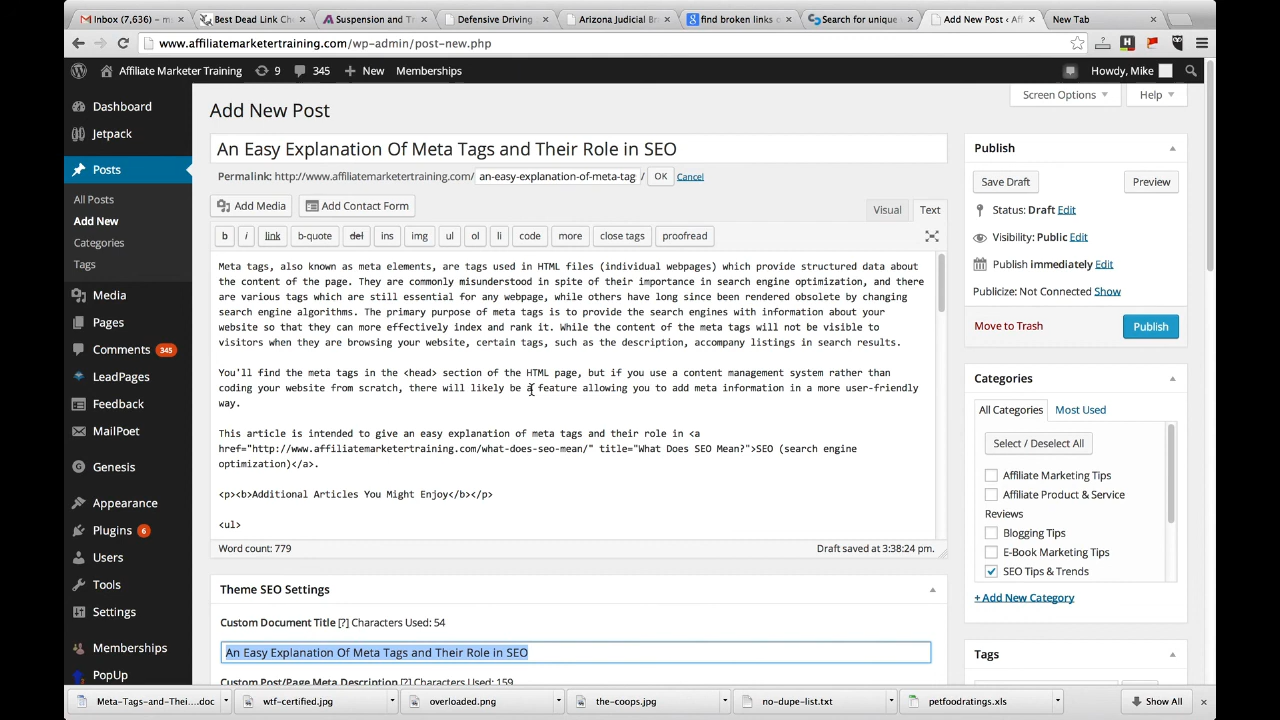 Inbox (7,636) – m
Best Dead Link Che
Suspension and Tr
Defensive Driving
Arizona Judicial Br
find broken links o
Search for unique
Add New Post ‹ Aff
New Tab
www.affiliatemarketertraining.com/wp-admin/post-new.php
Affiliate Marketer Training 9 345 New Memberships Howdy, Mike
Dashboard
Jetpack
Posts
All Posts
Add New
Categories
Tags
Media
Pages
Comments 345
LeadPages
Feedback
MailPoet
Genesis
Appearance
Plugins 6
Users
Tools
Settings
Memberships
PopUp
Screen Options Help
Add New Post
An Easy Explanation Of Meta Tags and Their Role in SEO
Permalink: http://www.affiliatemarketertraining.com/ an-easy-explanation-of-meta-tag / OK Cancel
Add Media Add Contact Form Visual Text
b i link b-quote del ins img ul ol li code more close tags proofread
Meta tags, also known as meta elements, are tags used in HTML files (individual webpages) which provide structured data about
the content of the page. They are commonly misunderstood in spite of their importance in search engine optimization, and there
are various tags which are still essential for any webpage, while others have long since been rendered obsolete by changing
search engine algorithms. The primary purpose of meta tags is to provide the search engines with information about your
website so that they can more effectively index and rank it. While the content of the meta tags will not be visible to
visitors when they are browsing your website, certain tags, such as the description, accompany listings in search results.
You'll find the meta tags in the <head> section of the HTML page, but if you use a content management system rather than
coding your website from scratch, there will likely be a feature allowing you to add meta information in a more user-friendly
way.
This article is intended to give an easy explanation of meta tags and their role in <a
href="http://www.affiliatemarketertraining.com/what-does-seo-mean/" title="What Does SEO Mean?">SEO (search engine
optimization)</a>.
<p><b>Additional Articles You Might Enjoy</b></p>
<ul>
Word count: 779 Draft saved at 3:38:24 pm.
Theme SEO Settings
Custom Document Title [?] Characters Used: 54
An Easy Explanation Of Meta Tags and Their Role in SEO
Custom Post/Page Meta Description [?] Characters Used: 159
Publish
Save Draft Preview
Status: Draft Edit
Visibility: Public Edit
Publish immediately Edit
Publicize: Not Connected Show
Move to Trash Publish
Categories
All Categories Most Used
Select / Deselect All
Affiliate Marketing Tips
Affiliate Product & Service
Reviews
Blogging Tips
E-Book Marketing Tips
SEO Tips & Trends
+ Add New Category
Tags
Meta-Tags-and-Thei....doc
wtf-certified.jpg
overloaded.png
the-coops.jpg
no-dupe-list.txt
petfoodratings.xls
Show All